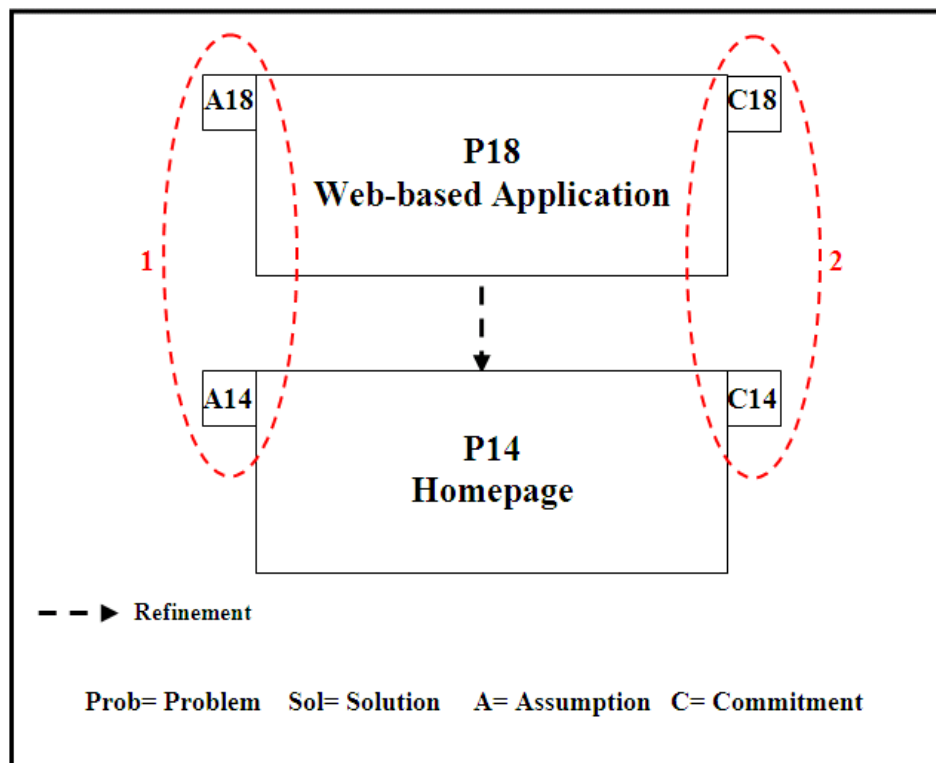 A18
C18
P18
Web-based Application
1
2
A14
C14
P14
Homepage
Refinement
Prob= Problem Sol= Solution A= Assumption C= Commitment